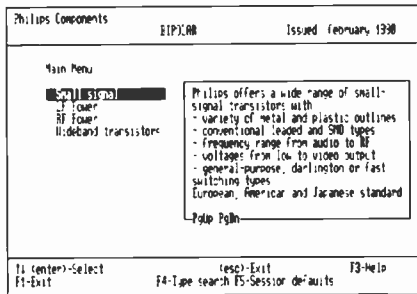 Philips Components
BIPOLAR
Issued February 1990
Main Menu
Small signal
LF Power
RF Power
Wideband transistors
Philips offers a wide range of small-
signal transistors with
- variety of metal and plastic outlines
- conventional leaded and SMD types
- frequency range from audio to RF
- voltages from low to video output
- general-purpose, darlington or fast
switching types
European, American and Japanese standard
PgUp PgDn
↑↓ <enter>-Select
<esc>-Exit
F3-Help
F1-Exit
F4-Type search F5-Session defaults